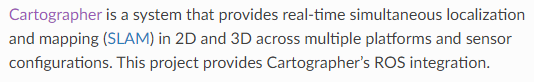 Cartographer is a system that provides real-time simultaneous localization
and mapping (SLAM) in 2D and 3D across multiple platforms and sensor
configurations. This project provides Cartographer’s ROS integration.